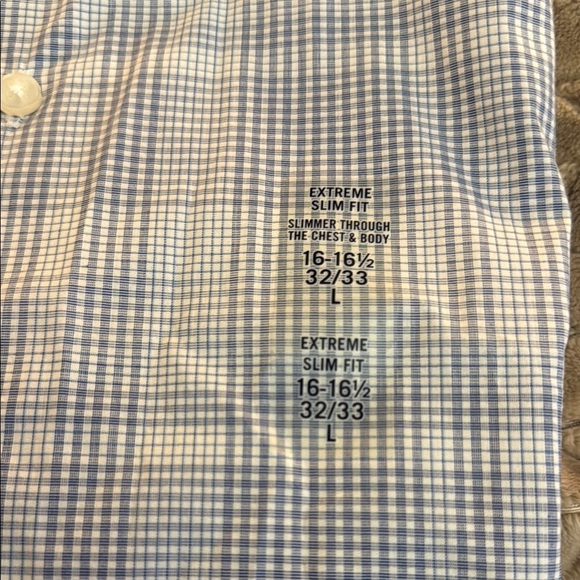 EXTREME
SLIM FIT
SLIMMER THROUGH
THE CHEST & BODY
16-16½
32/33
L
EXTREME
SLIM FIT
16-16½
32/33
L